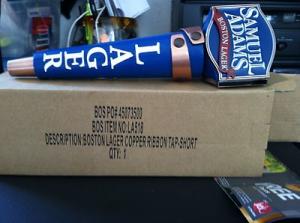 LAGER
SAMUEL
ADAMS
BOSTON LAGER
BOS PO# 45073500
BOS ITEM NO.LA818
DESCRIPTION:BOSTON LAGER COPPER RIBBON TAP-SHORT
QTY: 1